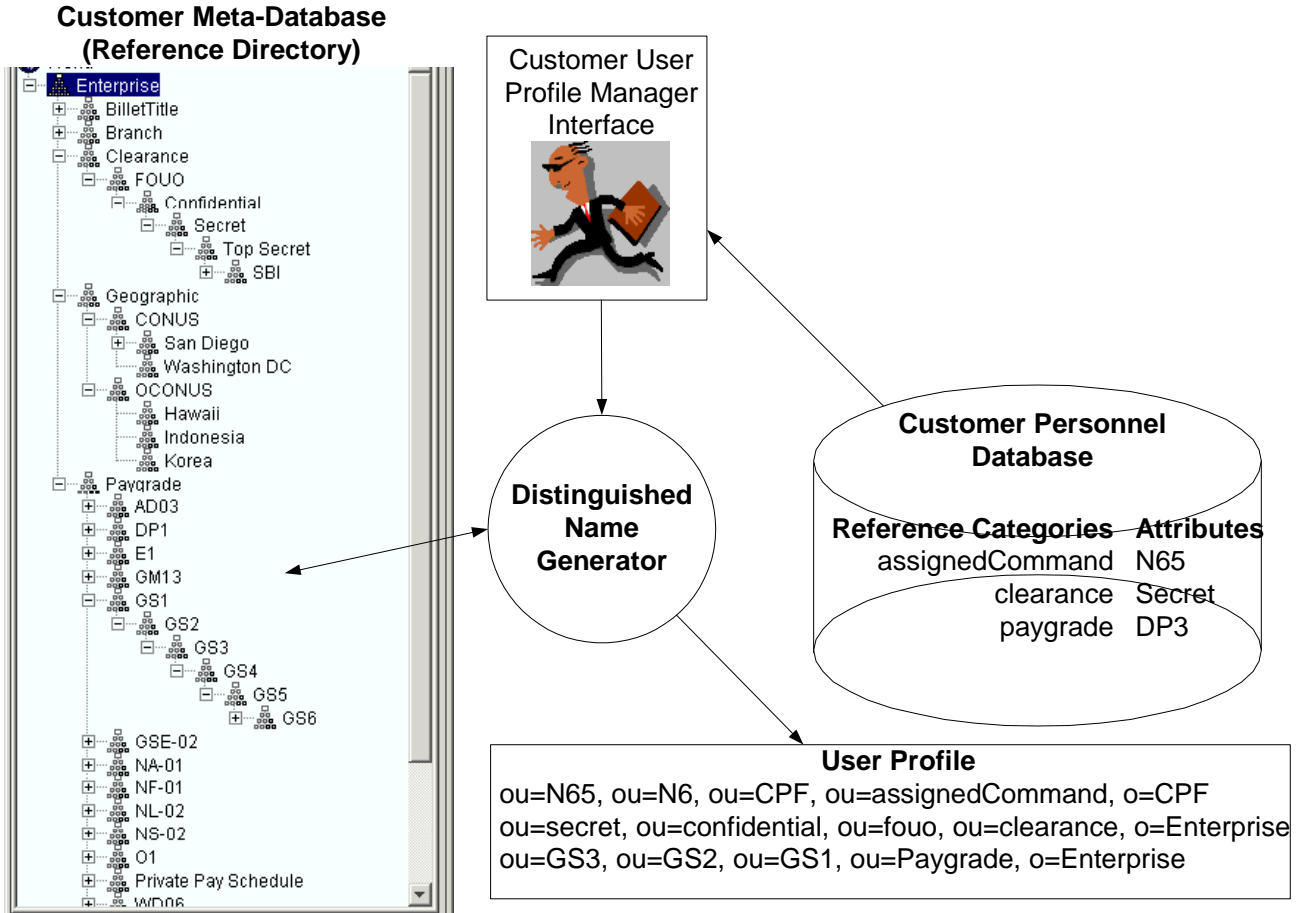 Customer Meta-Database
(Reference Directory)
Enterprise
BilletTitle
Branch
Clearance
FOUO
Confidential
Secret
Top Secret
SBI
Geographic
CONUS
San Diego
Washington DC
OCONUS
Hawaii
Indonesia
Korea
Paygrade
AD03
DP1
E1
GM13
GS1
GS2
GS3
GS4
GS5
GS6
GSE-02
NA-01
NF-01
NL-02
NS-02
O1
Private Pay Schedule
WD06
Customer User
Profile Manager
Interface
Distinguished
Name
Generator
Customer Personnel
Database
Reference Categories Attributes
assignedCommand N65
clearance Secret
paygrade DP3
User Profile
ou=N65, ou=N6, ou=CPF, ou=assignedCommand, o=CPF
ou=secret, ou=confidential, ou=fouo, ou=clearance, o=Enterprise
ou=GS3, ou=GS2, ou=GS1, ou=Paygrade, o=Enterprise